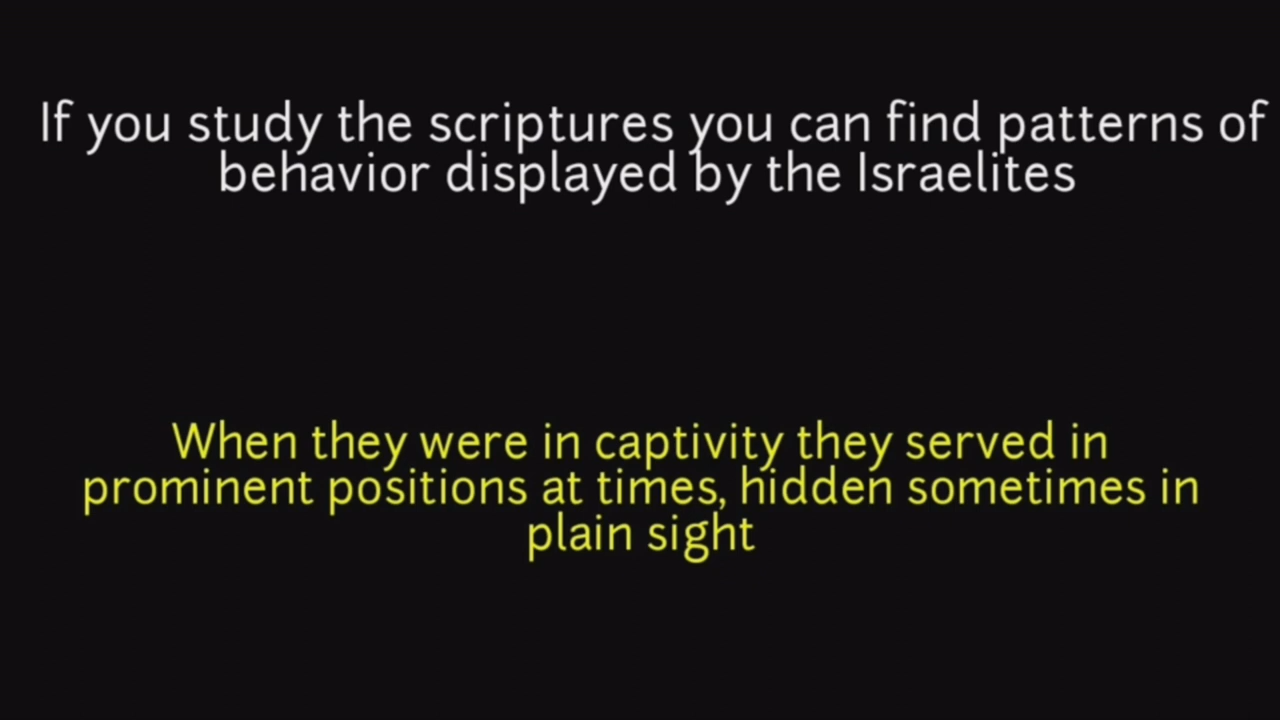 If you study the scriptures you can find patterns of
behavior displayed by the Israelites
When they were in captivity they served in
prominent positions at times, hidden sometimes in
plain sight